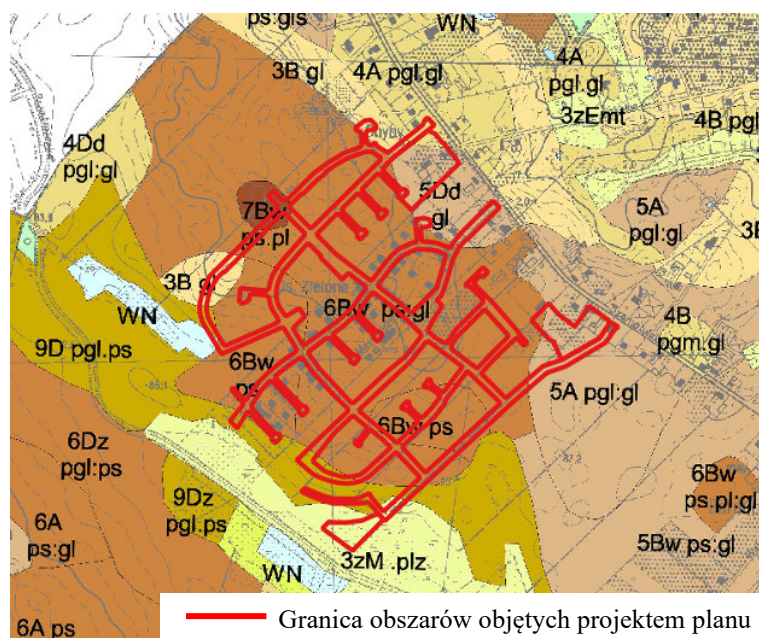 ps:gls
WN
3B gl
4A pgl.gl
4A
pgl.gl
3zEmt
4B pgl
4Dd
pgl:gl
5Dd
gl
7Bw
ps.pl
5A
pgl:gl
3B gl
Os. Zielone
6Bw ps:gl
WN
4B
pgm.gl
9D pgl.ps
6Bw
ps
5A pgl:gl
6Bw ps
6Dz
pgl:ps
9Dz
pgl.ps
6Bw
ps.pl:gl
6A
ps:gl
5Bw ps:gl
3zM .plz
WN
6A ps
Granica obszarów objętych projektem planu